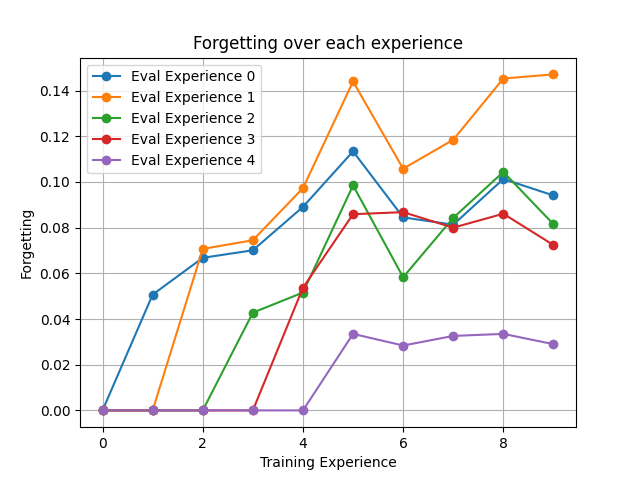 Forgetting over each experience
Eval Experience 0
Eval Experience 1
Eval Experience 2
Eval Experience 3
Eval Experience 4
0.14
0.12
0.10
0.08
0.06
0.04
0.02
0.00
Forgetting
0 2 4 6 8
Training Experience